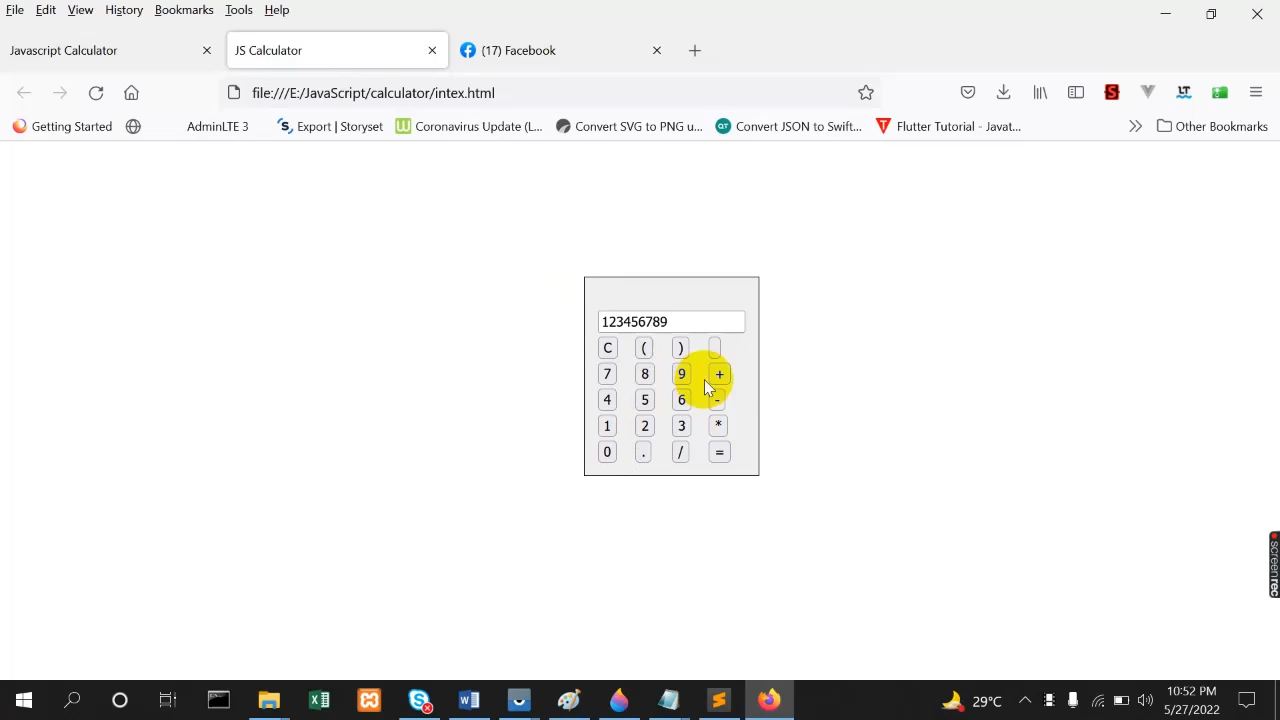 File Edit View History Bookmarks Tools Help
Javascript Calculator JS Calculator (17) Facebook
file:///E:/JavaScript/calculator/intex.html
Getting Started AdminLTE 3 Export | Storyset Coronavirus Update (L... Convert SVG to PNG u... Convert JSON to Swift... Flutter Tutorial - Javat... Other Bookmarks
123456789
C ( )
7 8 9 +
4 5 6 -
1 2 3 *
0 . / =
screenrec
29°C
10:52 PM
5/27/2022